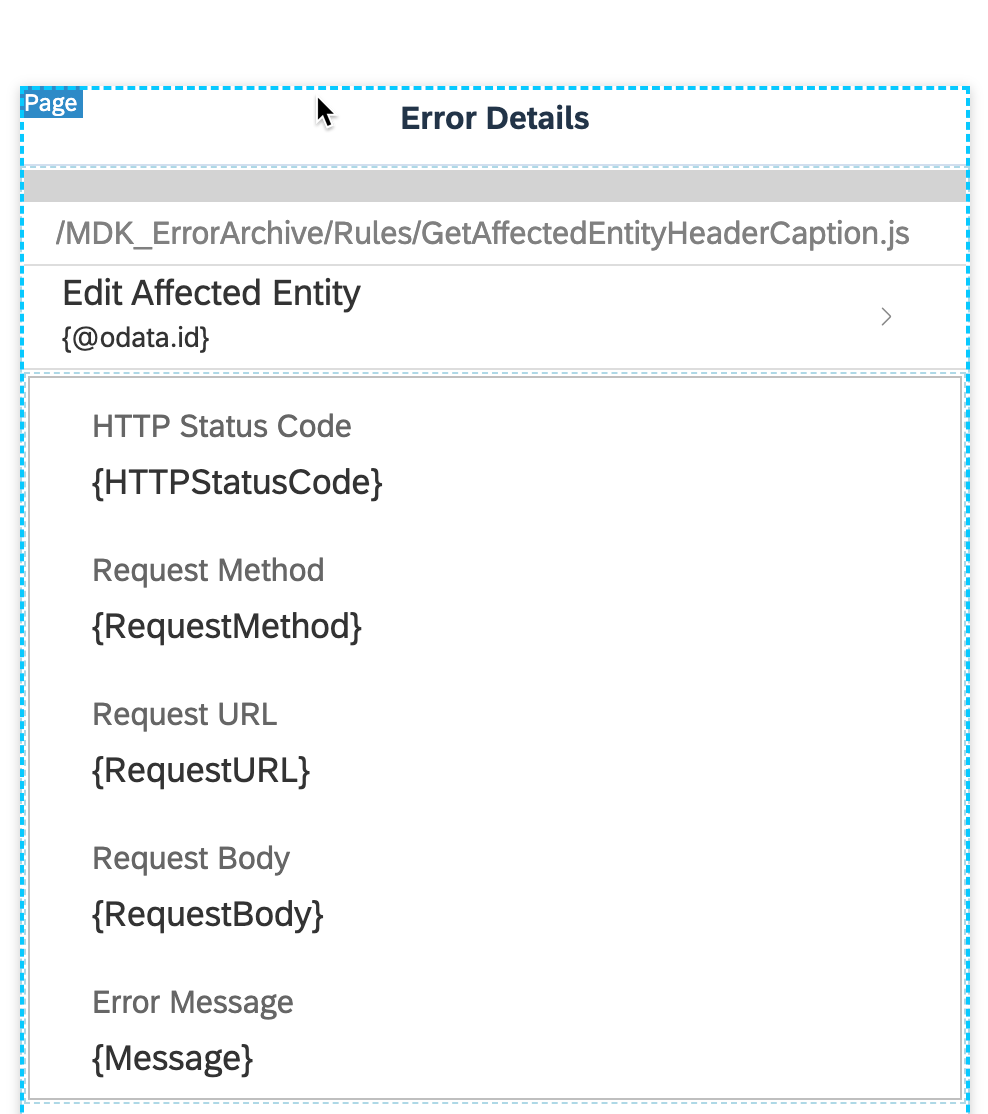 Page
Error Details
/MDK_ErrorArchive/Rules/GetAffectedEntityHeaderCaption.js
Edit Affected Entity
{@odata.id}
HTTP Status Code
{HTTPStatusCode}
Request Method
{RequestMethod}
Request URL
{RequestURL}
Request Body
{RequestBody}
Error Message
{Message}